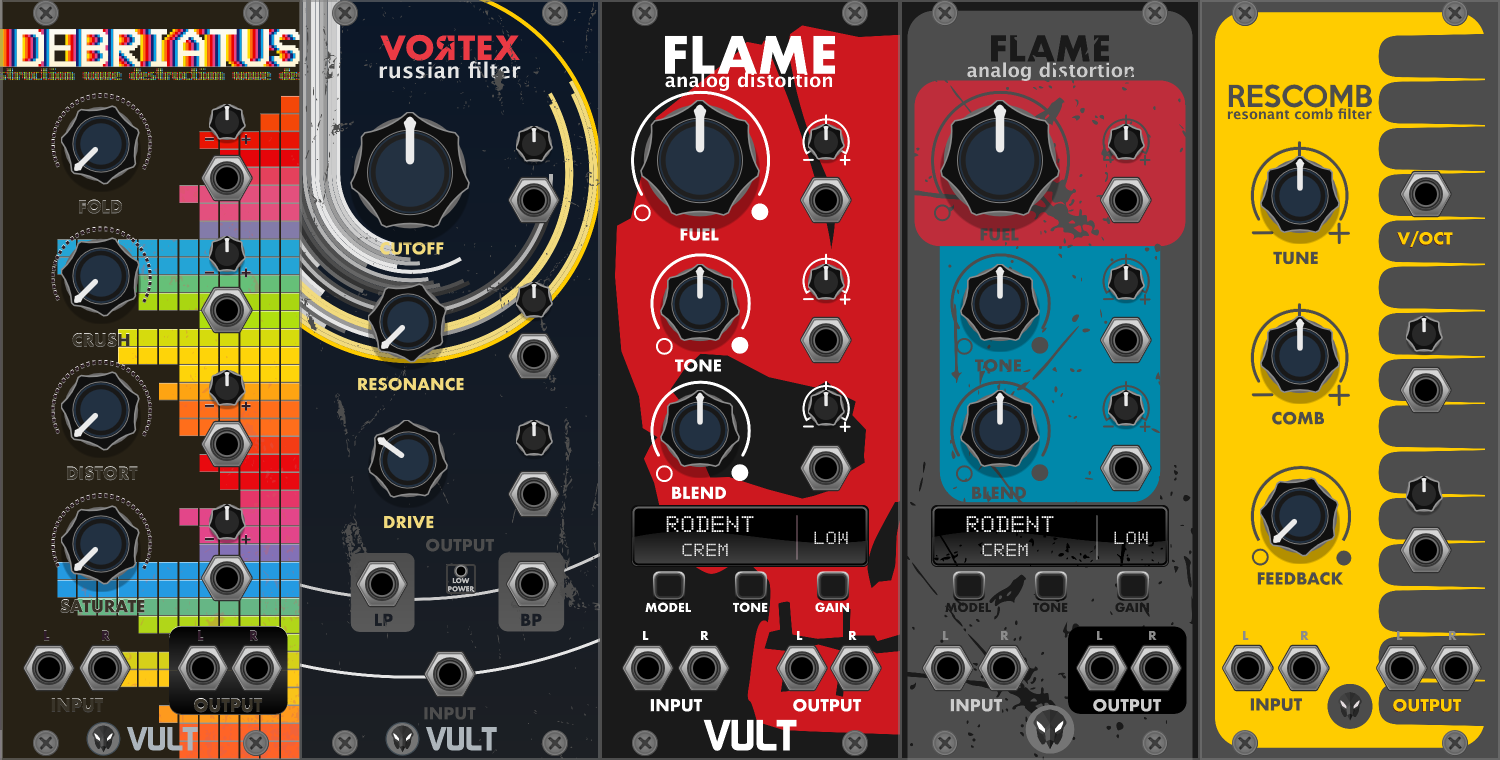 DEBRIATUS
destruction
FOLD
CRUSH
DISTORT
SATURATE
L R
L R
INPUT
OUTPUT
VULT
VORTEX
russian filter
CUTOFF
RESONANCE
DRIVE
OUTPUT
LOW
POWER
LP
BP
INPUT
VULT
FLAME
analog distortion
FUEL
TONE
BLEND
RODENT
CREM
LOW
MODEL
TONE
GAIN
L R
L R
INPUT
OUTPUT
VULT
FLAME
analog distortion
FUEL
TONE
BLEND
RODENT
CREM
LOW
MODEL
TONE
GAIN
L R
L R
INPUT
OUTPUT
RESCOMB
resonant comb filter
V/OCT
TUNE
COMB
FEEDBACK
L R
L R
INPUT
OUTPUT